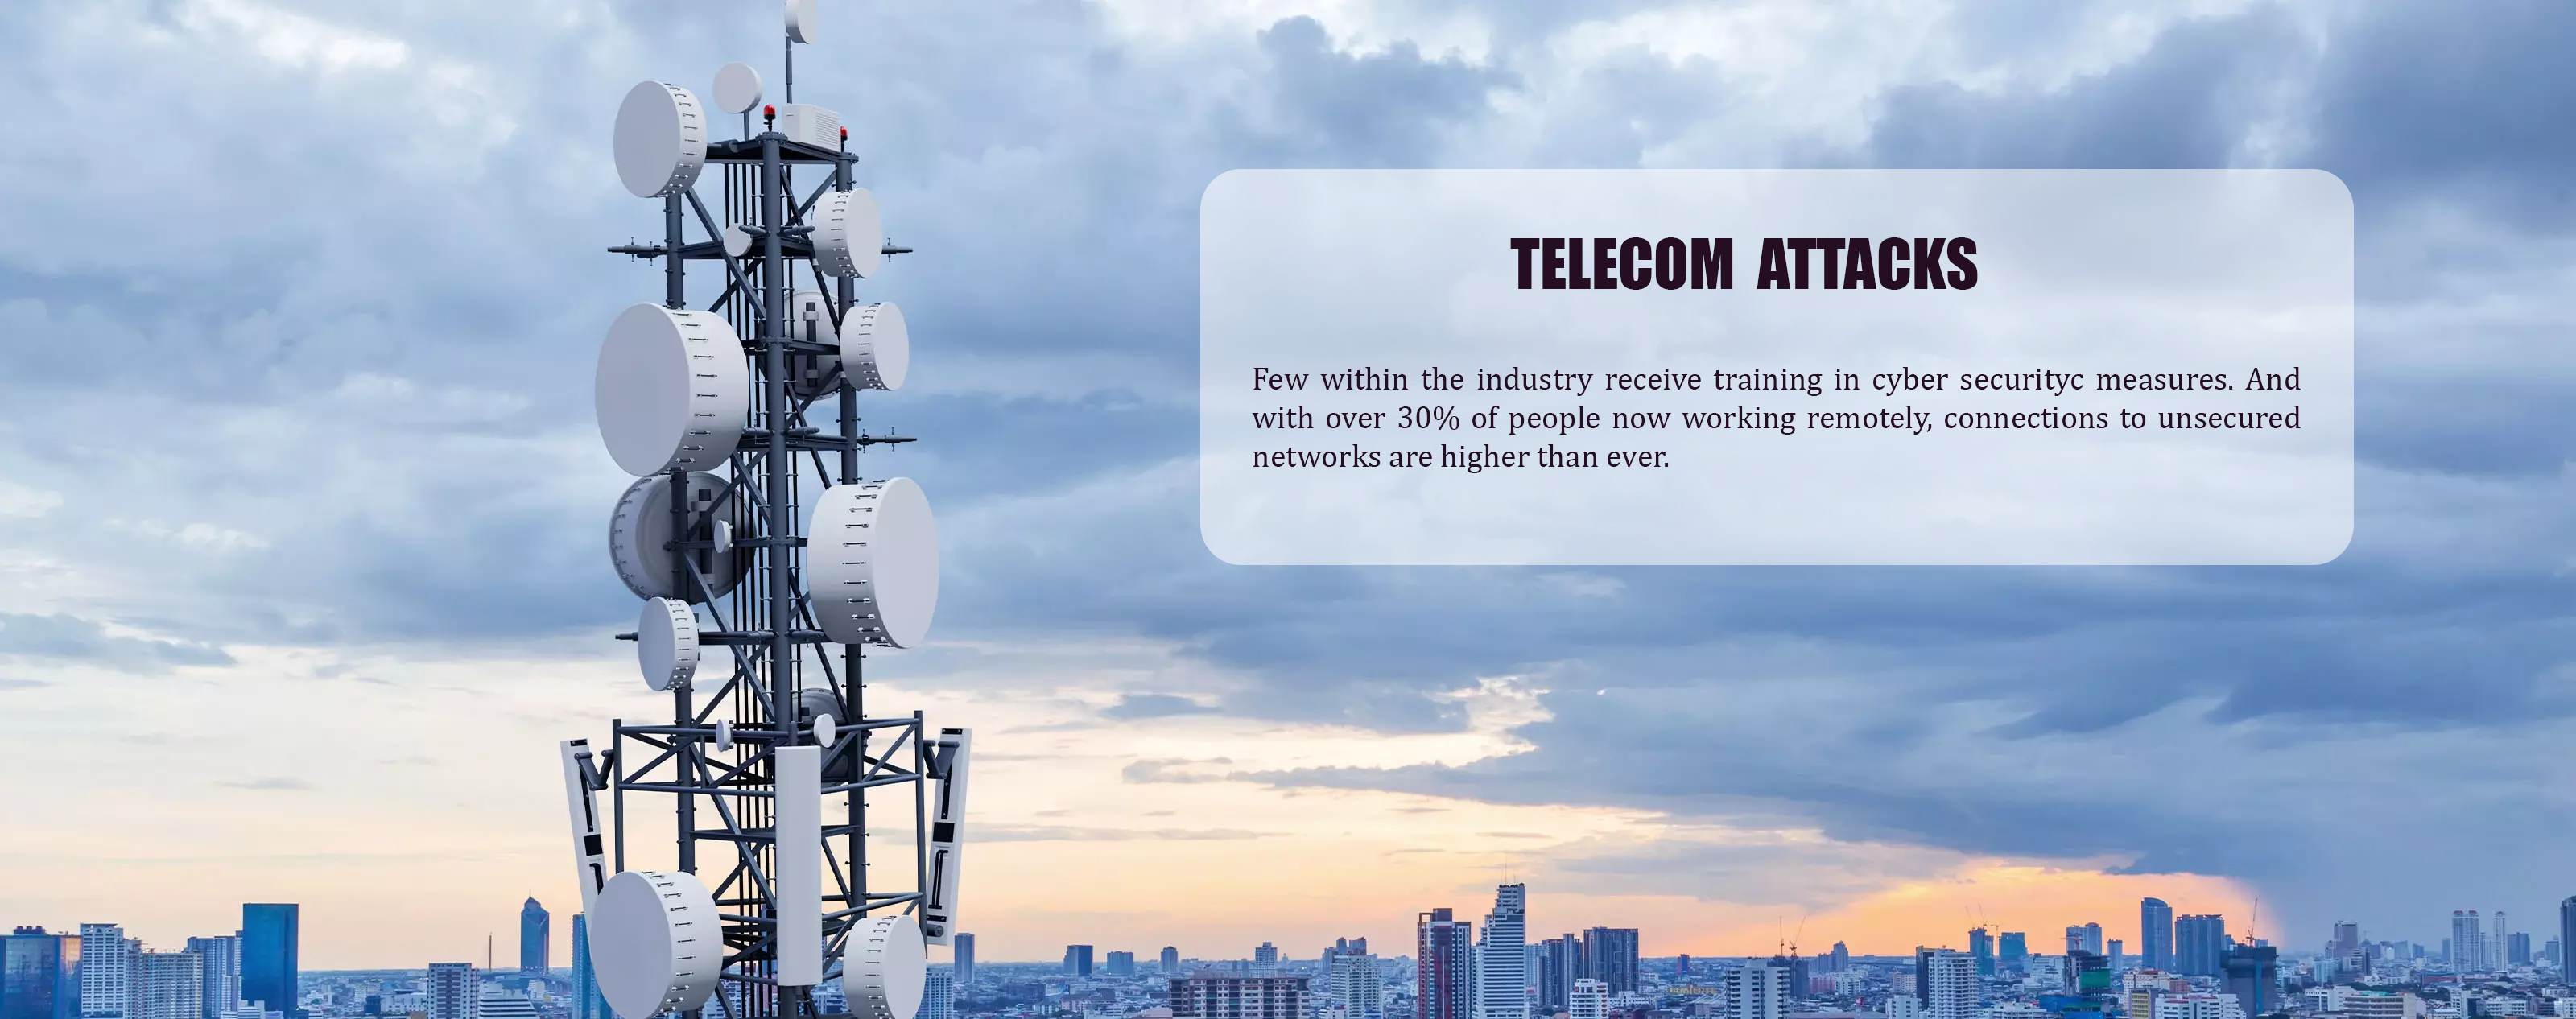 TELECOM ATTACKS
Few within the industry receive training in cyber securityc measures. And
with over 30% of people now working remotely, connections to unsecured
networks are higher than ever.